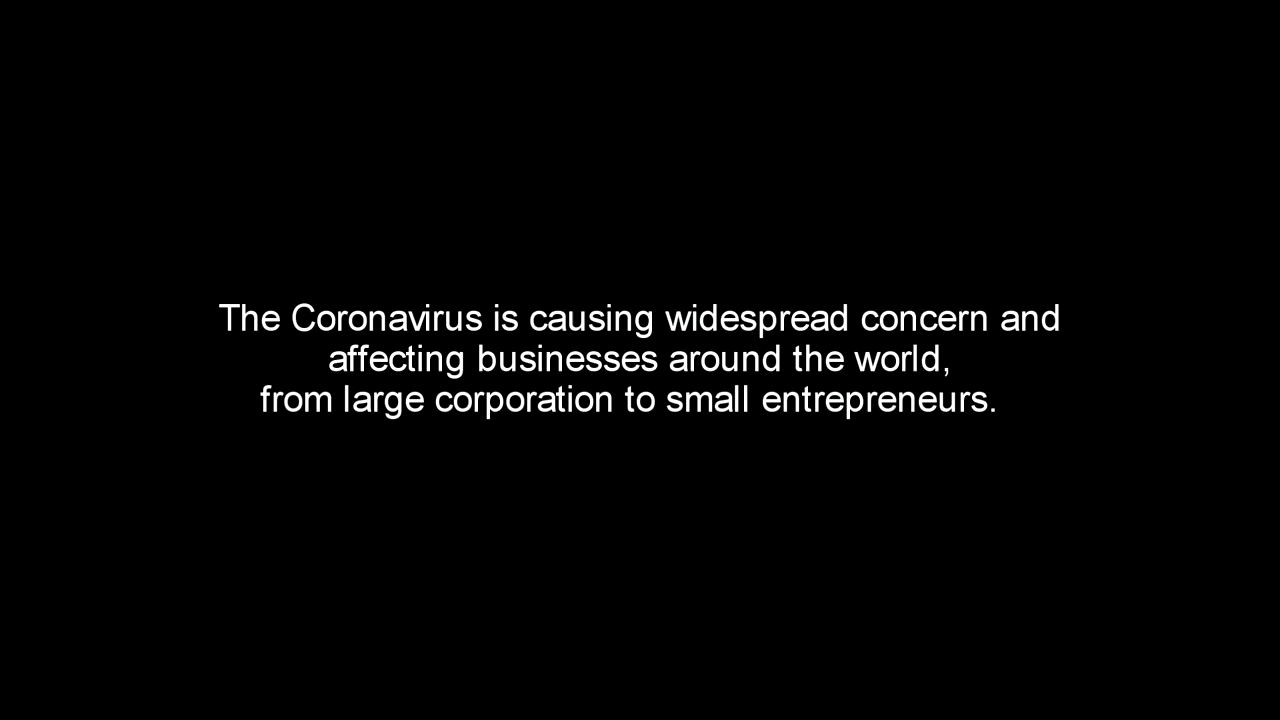 The Coronavirus is causing widespread concern and
affecting businesses around the world,
from large corporation to small entrepreneurs.